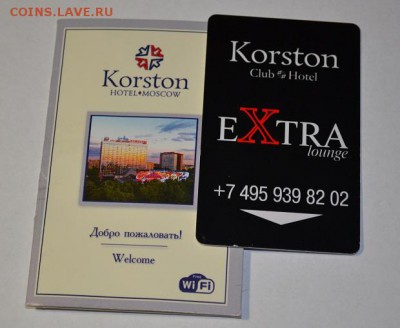 COINS.LAVE.RU
Korston
HOTEL•MOSCOW
Добро пожаловать!
Welcome
WiFi
Korston
Club Hotel
EXTRA
lounge
+7 495 939 82 02